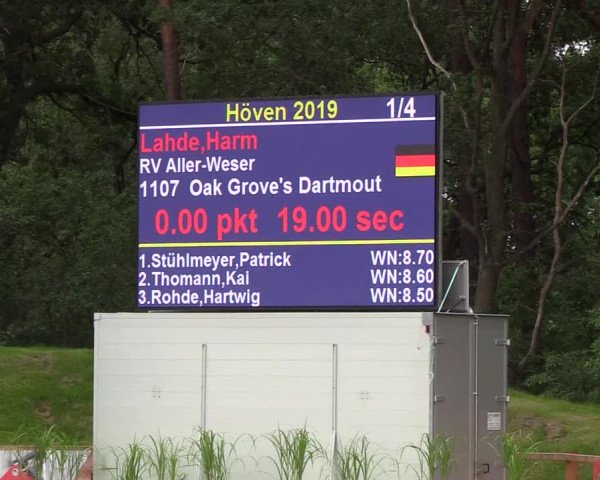 Höven 2019 1/4
Lahde,Harm
RV Aller-Weser
1107 Oak Grove's Dartmout
0.00 pkt 19.00 sec
1.Stühlmeyer,Patrick WN:8.70
2.Thomann,Kai WN:8.60
3.Rohde,Hartwig WN:8.50